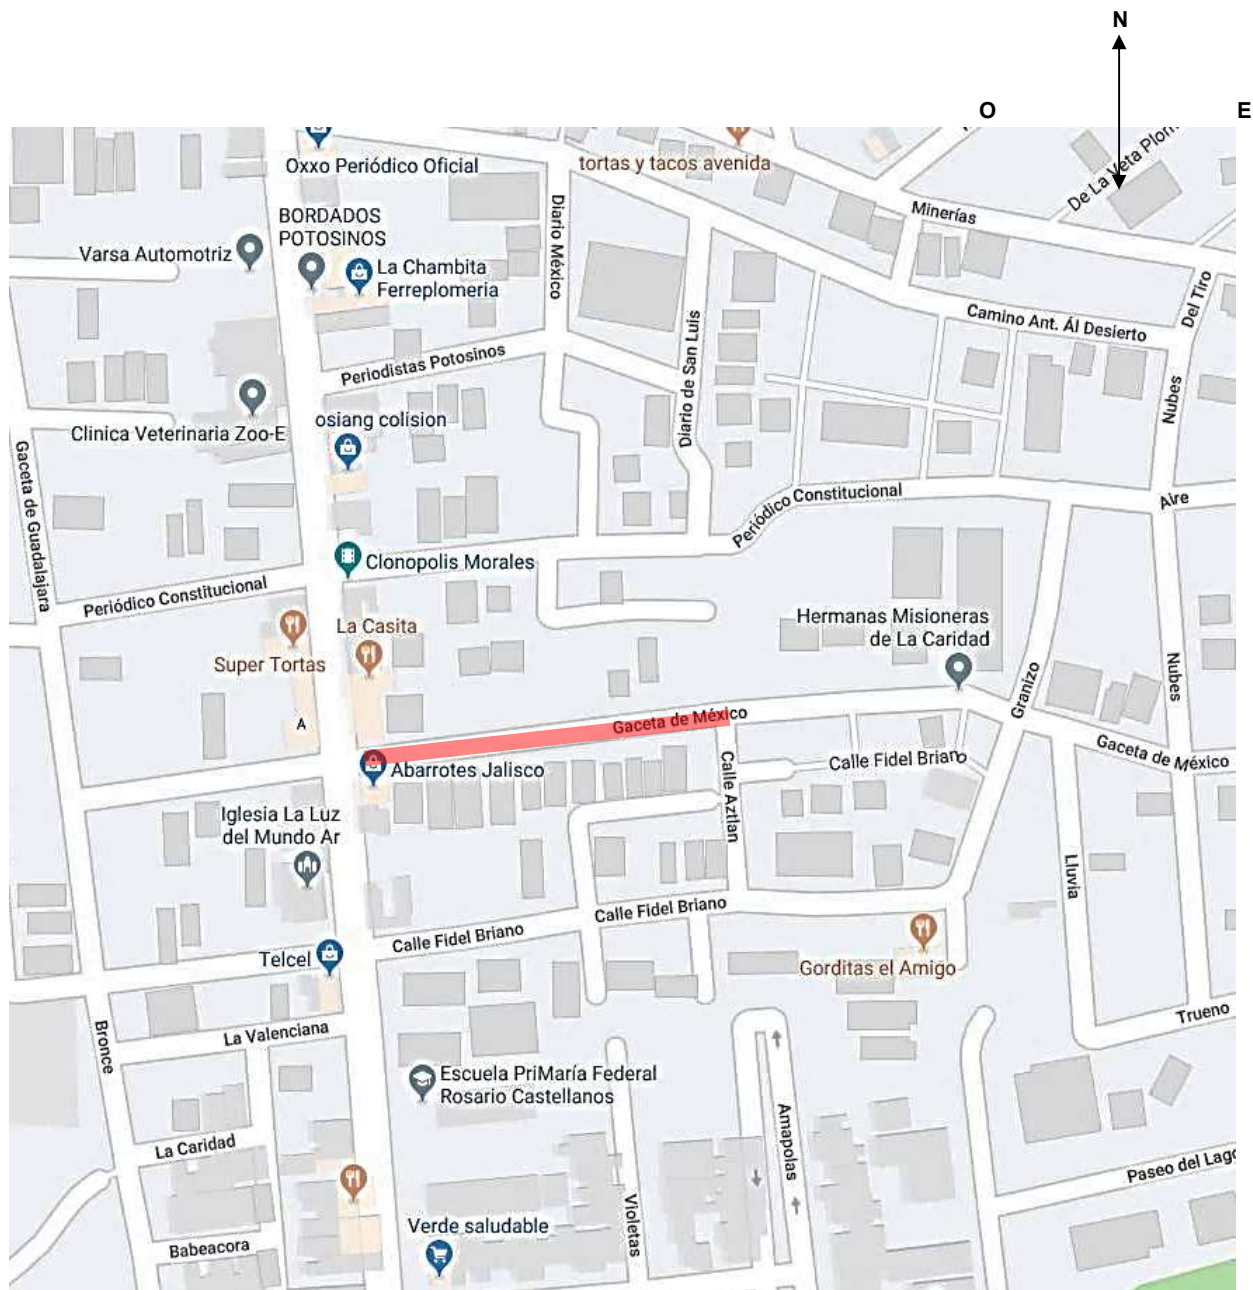 N
O
E
Oxxo Periódico Oficial
tortas y tacos avenida
De La Veta Plom
Minerías
BORDADOS
POTOSINOS
Varsa Automotriz
La Chambita
Ferreplomeria
Diario México
Del Tiro
Camino Ant. Ál Desierto
Diario de San Luis
Periodistas Potosinos
Nubes
osiang colision
Clinica Veterinaria Zoo-E
Gaceta de Guadalajara
Periódico Constitucional
Aire
Clonopolis Morales
Periódico Constitucional
Hermanas Misioneras
de La Caridad
La Casita
Super Tortas
Granizo
Nubes
A
Gaceta de México
Gaceta de México
Calle Fidel Briano
Abarrotes Jalisco
Calle Aztlan
Iglesia La Luz
del Mundo Ar
Lluvia
Calle Fidel Briano
Calle Fidel Briano
Telcel
Gorditas el Amigo
Trueno
La Valenciana
Bronce
Escuela PriMaría Federal
Rosario Castellanos
Amapolas
La Caridad
Paseo del Lago
Violetas
Verde saludable
Babeacora